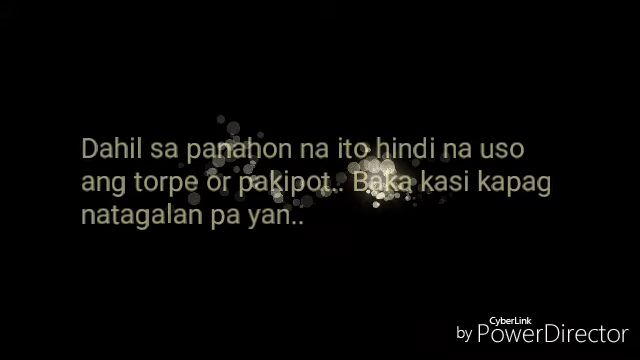 Dahil sa panahon na ito hindi na uso
ang torpe or pakipot.. Baka kasi kapag
natagalan pa yan..
CyberLink
by PowerDirector